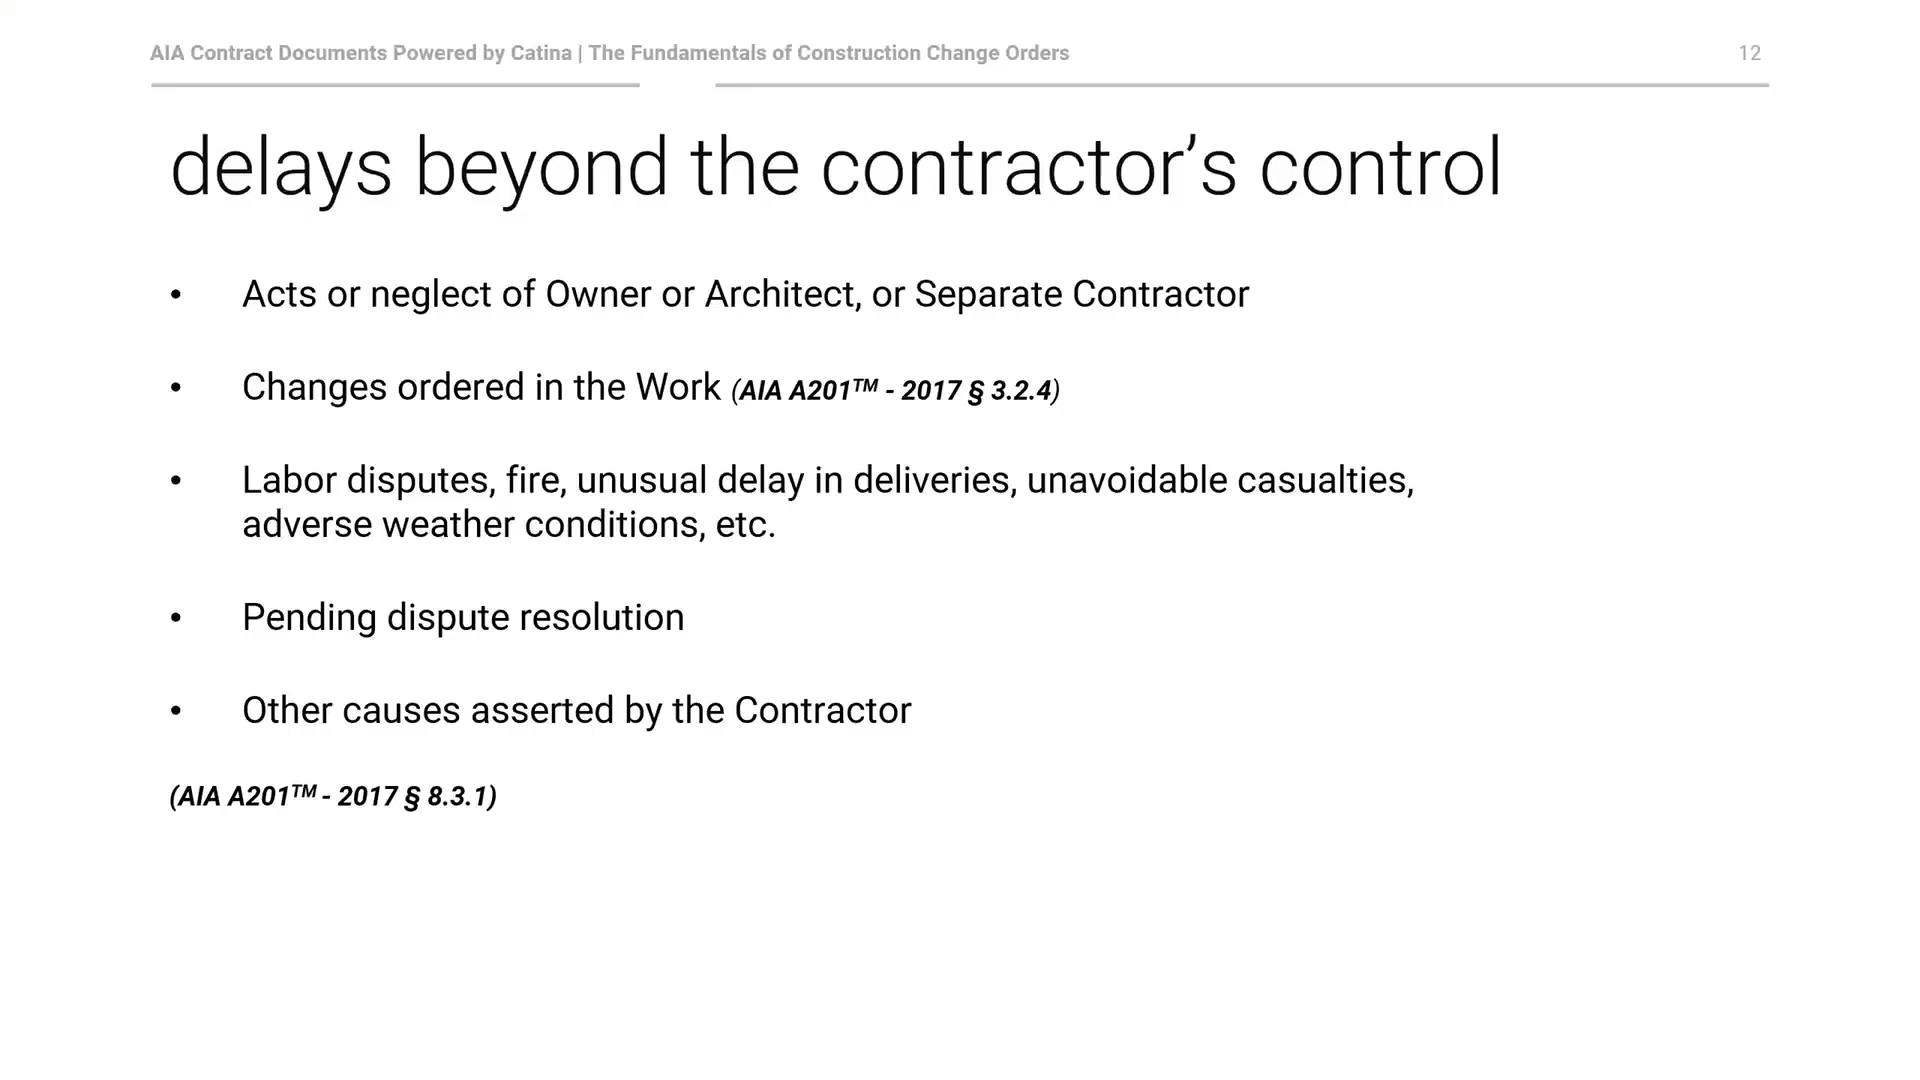 AIA Contract Documents Powered by Catina | The Fundamentals of Construction Change Orders
12
delays beyond the contractor’s control
• Acts or neglect of Owner or Architect, or Separate Contractor
• Changes ordered in the Work (AIA A201™ - 2017 § 3.2.4)
• Labor disputes, fire, unusual delay in deliveries, unavoidable casualties,
adverse weather conditions, etc.
• Pending dispute resolution
• Other causes asserted by the Contractor
(AIA A201™ - 2017 § 8.3.1)